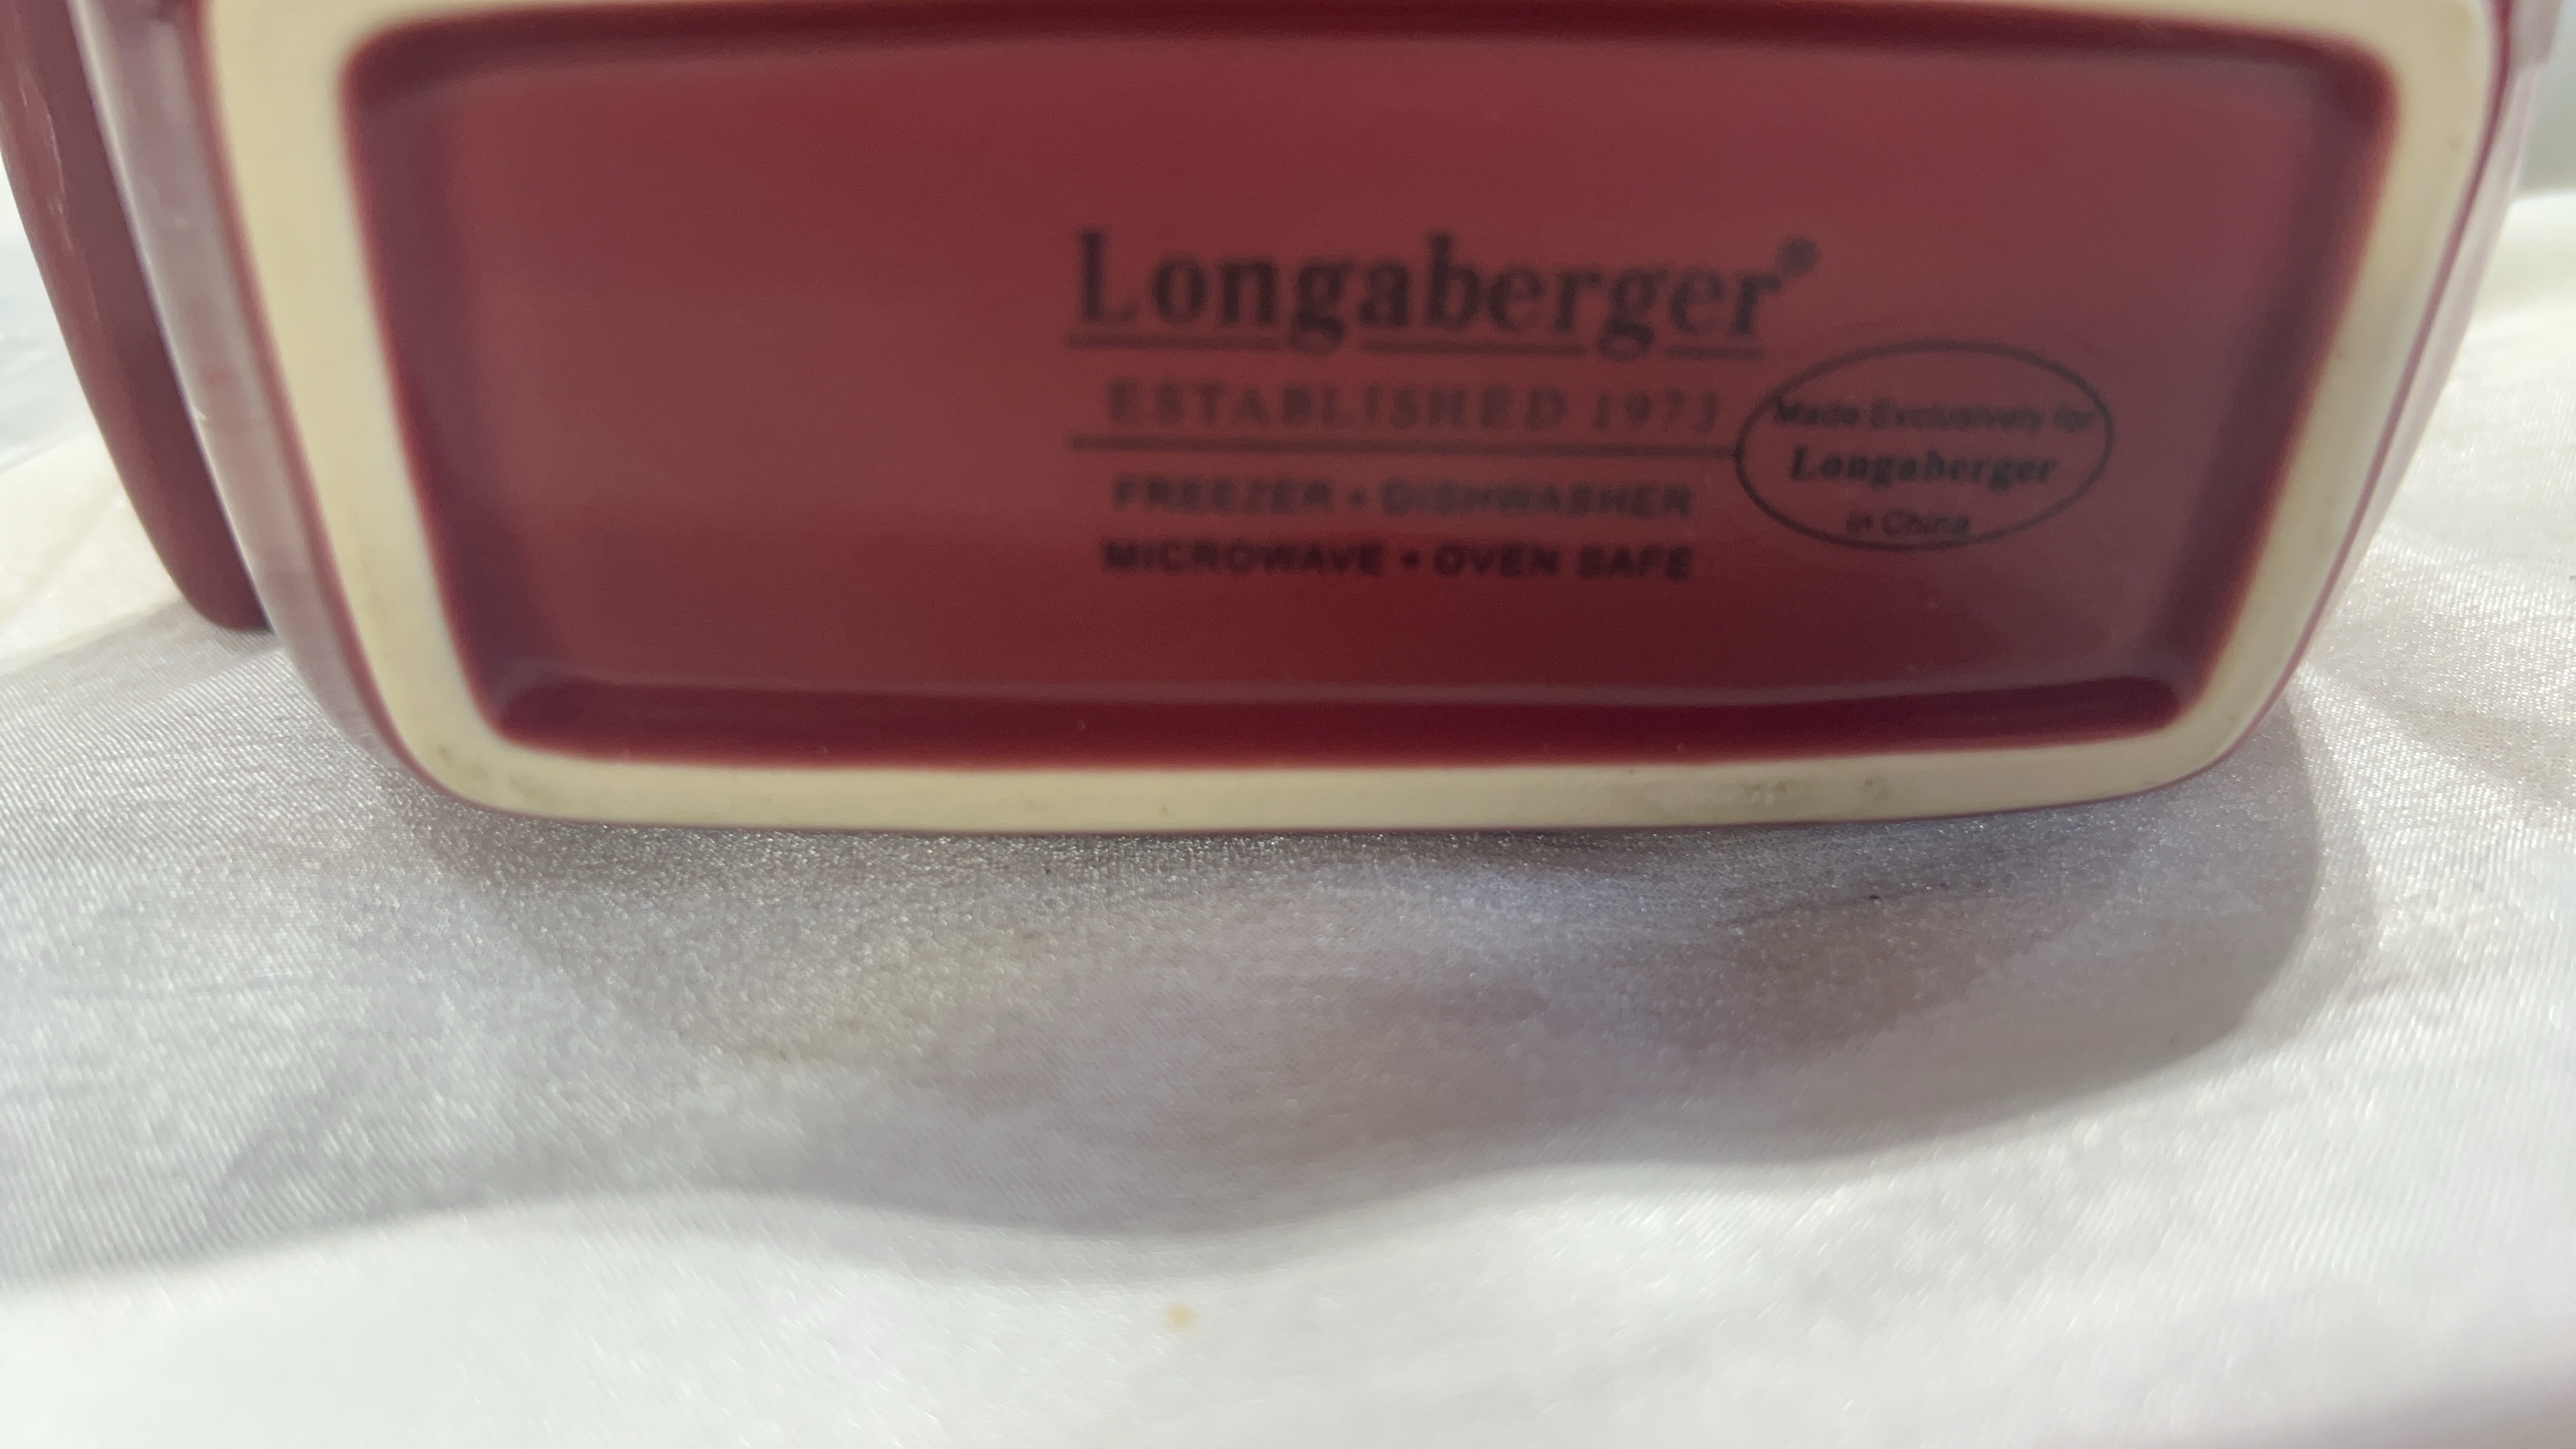 Longaberger®
ESTABLISHED 1973
FREEZER • DISHWASHER
MICROWAVE • OVEN SAFE
Made Exclusively for
Longaberger
in China